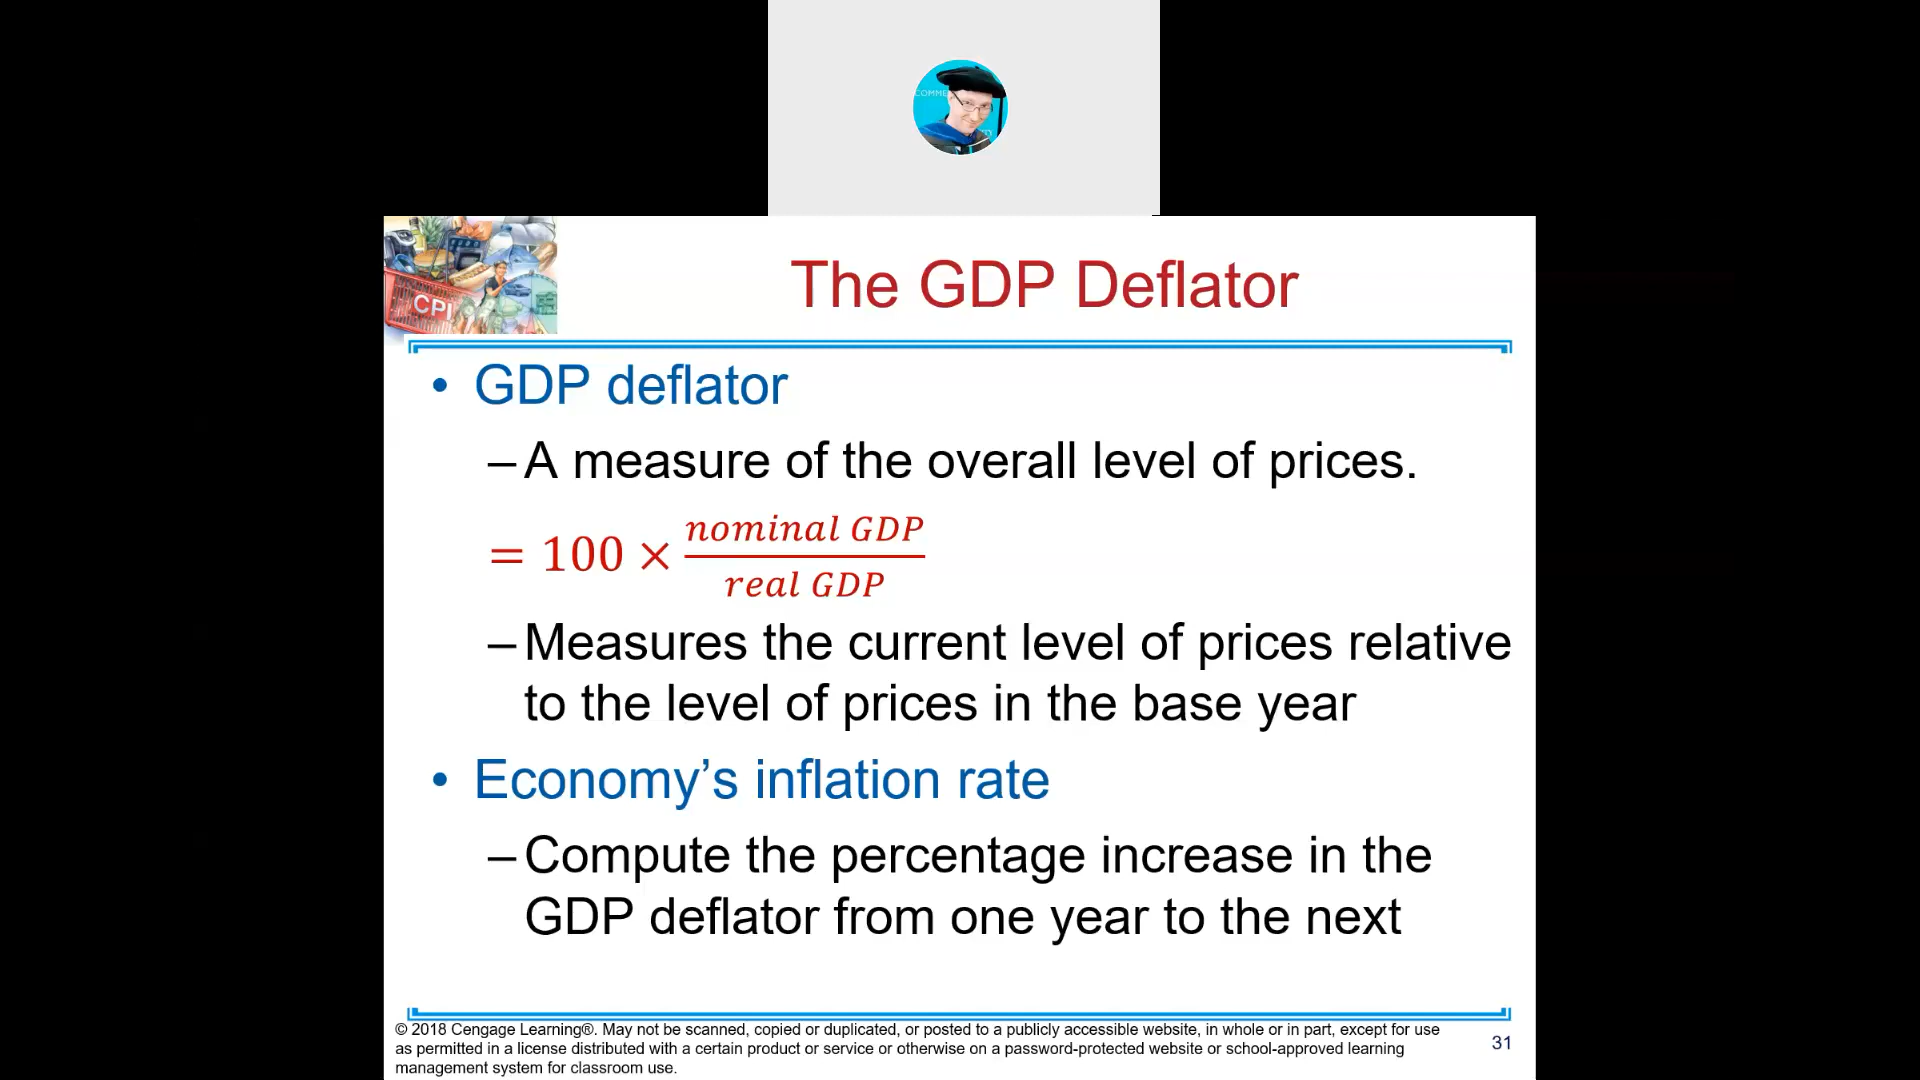 COMME
CPI
The GDP Deflator
• GDP deflator
–A measure of the overall level of prices.
= 100 × nominal GDP
real GDP
–Measures the current level of prices relative
to the level of prices in the base year
• Economy’s inflation rate
–Compute the percentage increase in the
GDP deflator from one year to the next
© 2018 Cengage Learning®. May not be scanned, copied or duplicated, or posted to a publicly accessible website, in whole or in part, except for use
as permitted in a license distributed with a certain product or service or otherwise on a password-protected website or school-approved learning
management system for classroom use.
31